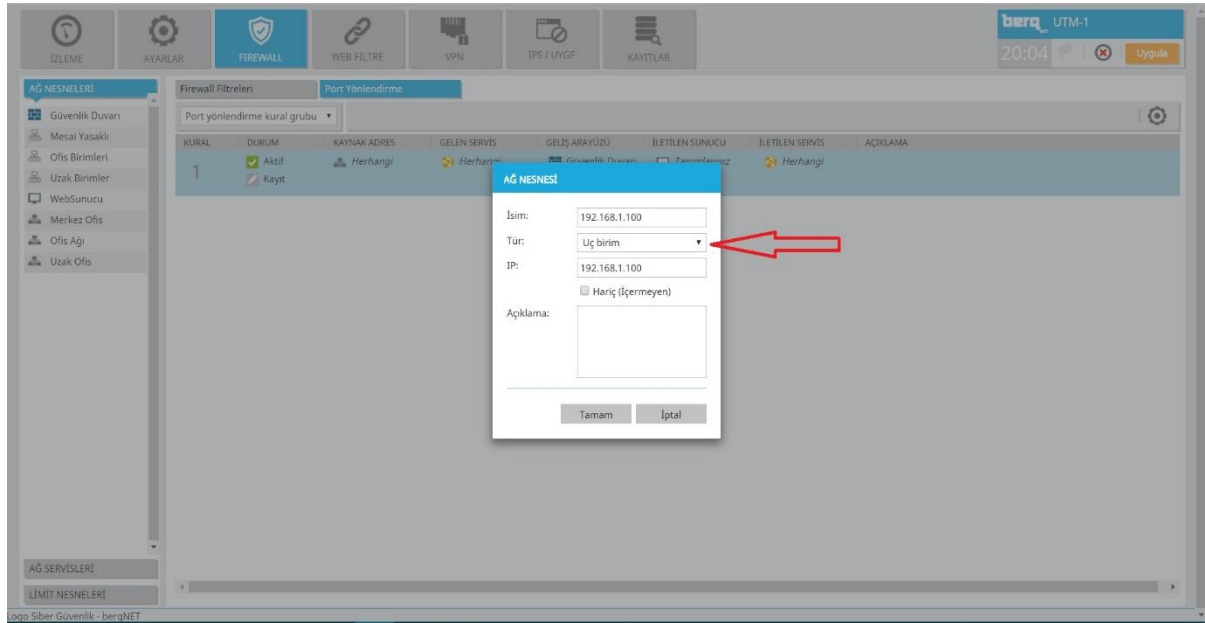 İZLEME
AYARLAR
FIREWALL
WEB FİLTRE
VPN
IPS / UYGF
KAYITLAR
berq_ UTM-1
20:04
Uygula
AĞ NESNELERİ
Güvenlik Duvarı
Mesai Yasaklı
Ofis Birimleri
Uzak Birimler
WebSunucu
Merkez Ofis
Ofis Ağı
Uzak Ofis
AĞ SERVİSLERİ
LİMİT NESNELERİ
Firewall Filtreleri
Port Yönlendirme
Port yönlendirme kural grubu
KURAL DURUM KAYNAK ADRES GELEN SERVİS GELİŞ ARAYÜZÜ İLETİLEN SUNUCU İLETİLEN SERVİS AÇIKLAMA
1 Aktif Herhangi Herhangi Güvenlik Duvarı Tanımlayınız Herhangi
Kayıt
AĞ NESNESİ
İsim: 192.168.1.100
Tür: Uç birim
IP: 192.168.1.100
Hariç (İçermeyen)
Açıklama:
Tamam İptal
Logo Siber Güvenlik - berqNET